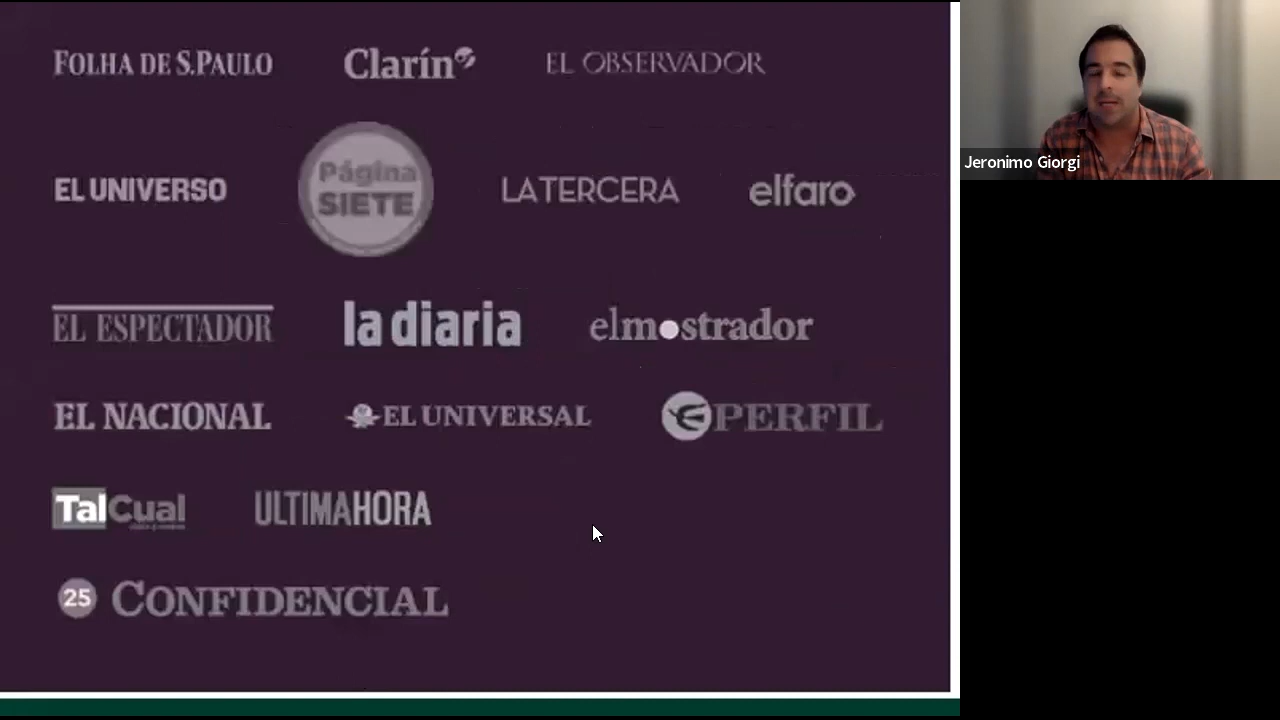 FOLHA DE S.PAULO
Clarín
EL OBSERVADOR
Jeronimo Giorgi
EL UNIVERSO
Página
SIETE
LATERCERA
elfaro
EL ESPECTADOR
la diaria
elmostrador
EL NACIONAL
EL UNIVERSAL
PERFIL
TalCual
ULTIMAHORA
25 CONFIDENCIAL